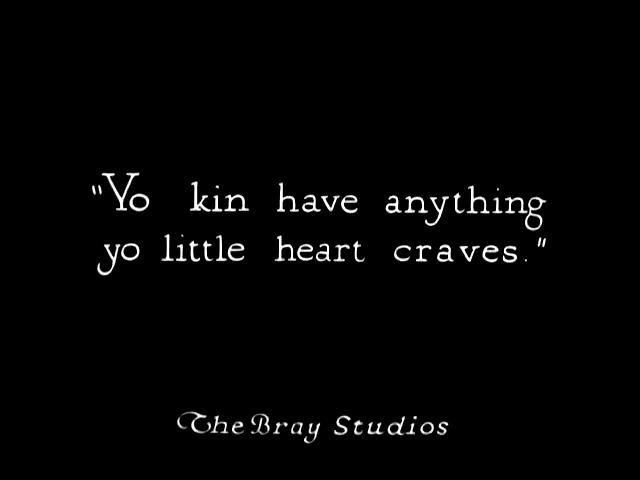 "Yo kin have anything
yo little heart craves."
The Bray Studios